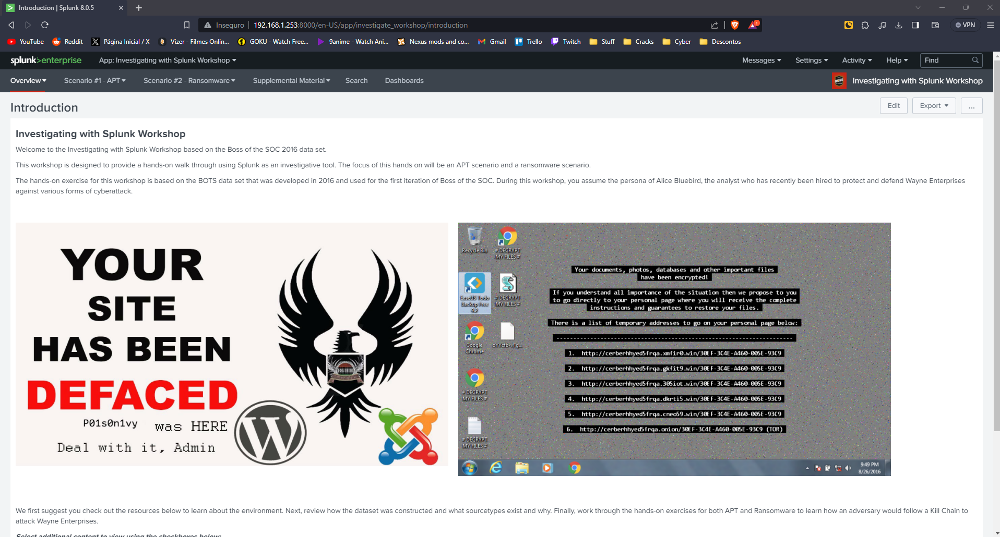 Introduction | Splunk 8.0.5
Inseguro 192.168.1.253:8000/en-US/app/investigate_workshop/introduction
1
VPN
YouTube Reddit Página Inicial / X Vizer - Filmes Onlin... GOKU - Watch Free... 9anime - Watch Ani... Nexus mods and co... Gmail Trello Twitch Stuff Cracks Cyber Descontos
splunk>enterprise App: Investigating with Splunk Workshop Messages Settings Activity Help Find
Overview Scenario #1 - APT Scenario #2 - Ransomware Supplemental Material Search Dashboards Investigating with Splunk Workshop
Introduction
Edit Export ...
Investigating with Splunk Workshop
Welcome to the Investigating with Splunk Workshop based on the Boss of the SOC 2016 data set.
This workshop is designed to provide a hands-on walk through using Splunk as an investigative tool. The focus of this hands on will be an APT scenario and a ransomware scenario.
The hands-on exercise for this workshop is based on the BOTS data set that was developed in 2016 and used for the first iteration of Boss of the SOC. During this workshop, you assume the persona of Alice Bluebird, the analyst who has recently been hired to protect and defend Wayne Enterprises
against various forms of cyberattack.
YOUR
SITE
HAS BEEN
DEFACED
P01s0n1vy was HERE
Deal with it, Admin
Recycle Bin
# DECRYPT
MY FILES #
EaseUS Todo
Backup Free
9.2
# DECRYPT
MY FILES #
Google
Chrome
oYYcfb-vFg...
# DECRYPT
MY FILES #
# DECRYPT
MY FILES #
Your documents, photos, databases and other important files
have been encrypted!
If you understand all importance of the situation then we propose to you
to go directly to your personal page where you will receive the complete
instructions and guarantees to restore your files.
There is a list of temporary addresses to go on your personal page below:
1. http://cerberhhyed5frqa.xmfir0.win/30EF-3C4E-A460-005E-93C9
2. http://cerberhhyed5frqa.gkfit9.win/30EF-3C4E-A460-005E-93C9
3. http://cerberhhyed5frqa.305iot.win/30EF-3C4E-A460-005E-93C9
4. http://cerberhhyed5frqa.dkrti5.win/30EF-3C4E-A460-005E-93C9
5. http://cerberhhyed5frqa.cneo59.win/30EF-3C4E-A460-005E-93C9
6. http://cerberhhyed5frqa.onion/30EF-3C4E-A460-005E-93C9 (TOR)
9:49 PM
8/26/2016
We first suggest you check out the resources below to learn about the environment. Next, review how the dataset was constructed and what sourcetypes exist and why. Finally, work through the hands-on exercises for both APT and Ransomware to learn how an adversary would follow a Kill Chain to
attack Wayne Enterprises.
Select additional content to view using the checkboxes below: